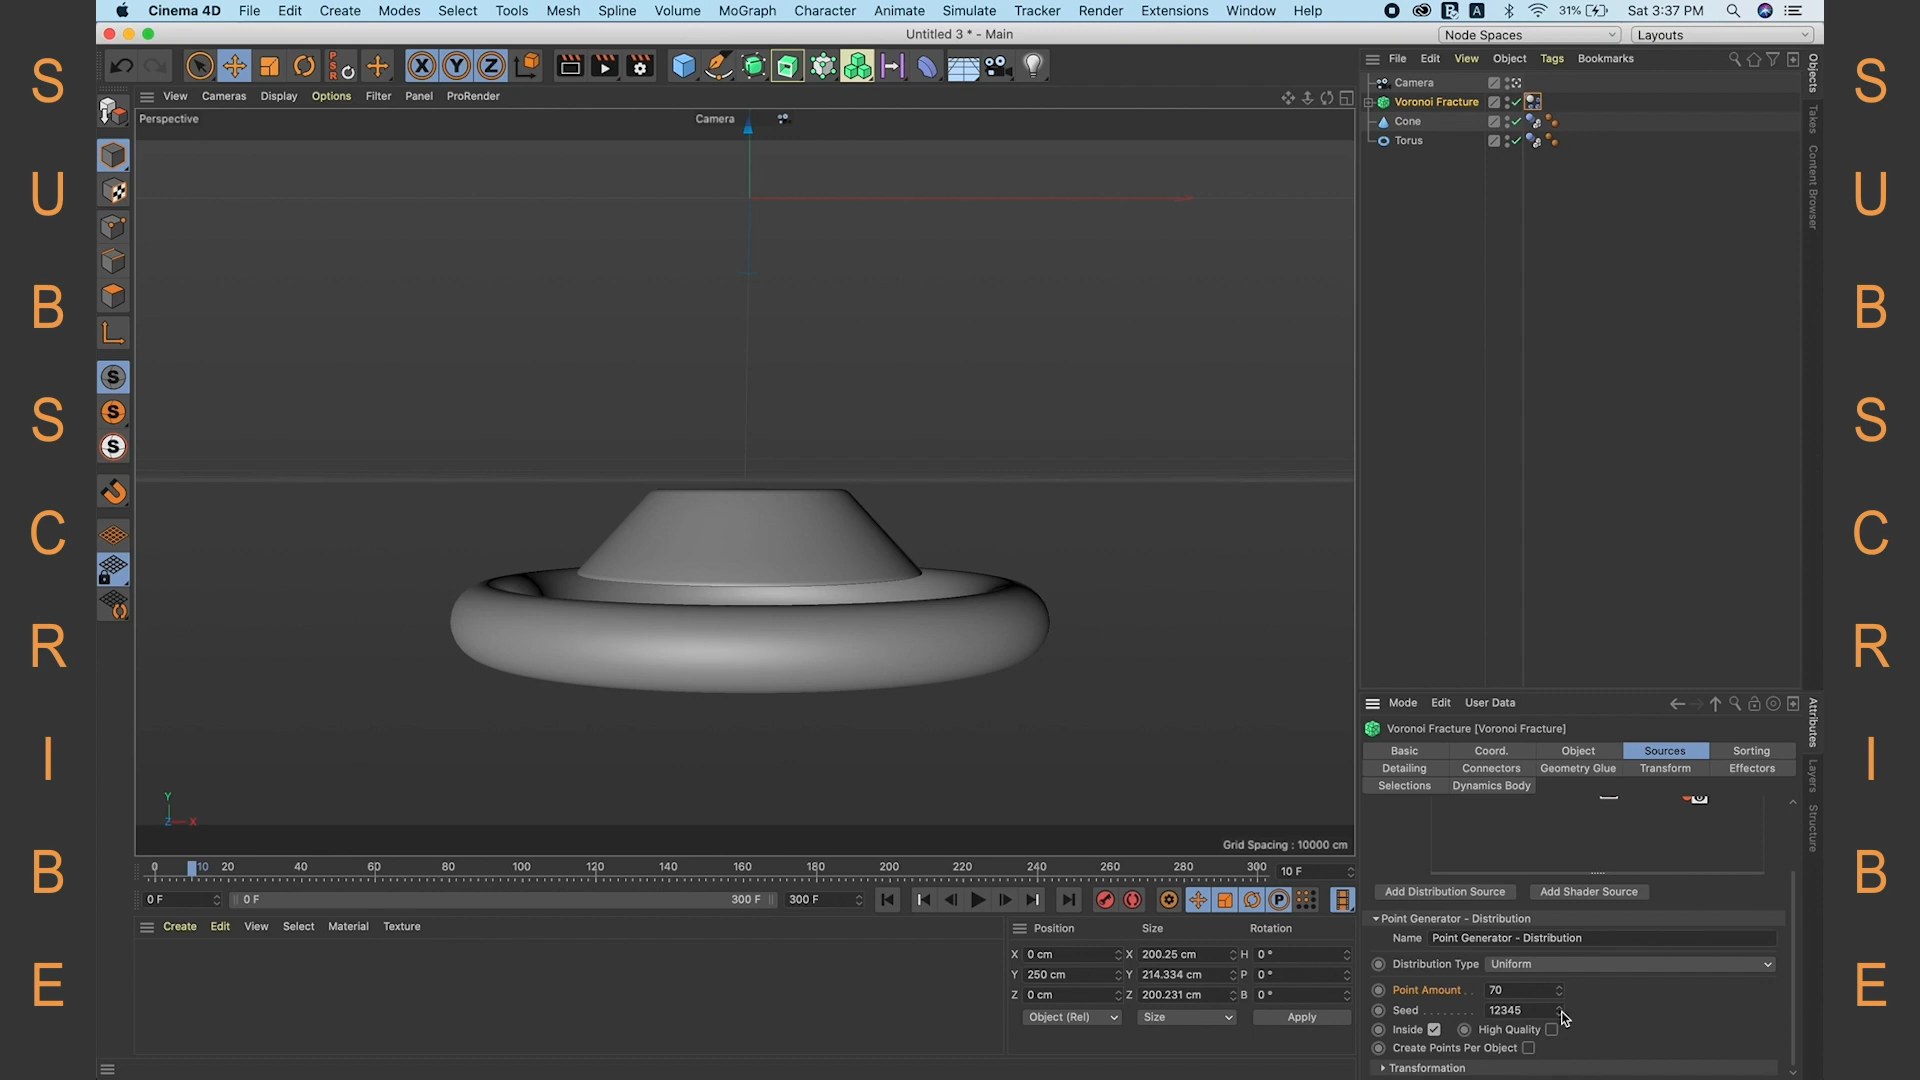 Cinema 4D File Edit Create Modes Select Tools Mesh Spline Volume MoGraph Character Animate Simulate Tracker Render Extensions Window Help 31% Sat 3:37 PM
Untitled 3 * - Main
Node Spaces Layouts
File Edit View Object Tags Bookmarks
View Cameras Display Options Filter Panel ProRender
Perspective Camera
Camera
Voronoi Fracture
Cone
Torus
Objects
Takes
Content Browser
X Y Z
PSR
S
U
B
S
C
R
I
B
E
S
U
B
S
C
R
I
B
E
Y
Z X
Grid Spacing : 10000 cm
0 10 20 40 60 80 100 120 140 160 180 200 220 240 260 280 300 10 F
0 F 0 F 300 F 300 F
Create Edit View Select Material Texture
Position Size Rotation
X 0 cm X 200.25 cm H 0 °
Y 250 cm Y 214.334 cm P 0 °
Z 0 cm Z 200.231 cm B 0 °
Object (Rel) Size Apply
Mode Edit User Data
Voronoi Fracture [Voronoi Fracture]
Basic Coord. Object Sources Sorting
Detailing Connectors Geometry Glue Transform Effectors
Selections Dynamics Body
Add Distribution Source Add Shader Source
Point Generator - Distribution
Name Point Generator - Distribution
Distribution Type Uniform
Point Amount . . 70
Seed . . . . . . . . 12345
Inside High Quality
Create Points Per Object
Transformation
Attributes
Layers
Structure